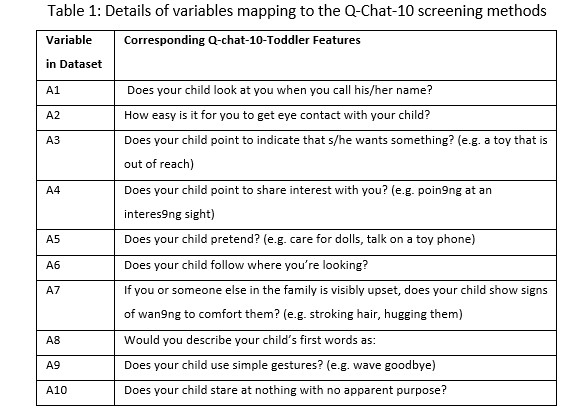 Table 1: Details of variables mapping to the Q-Chat-10 screening methods
Variable
in Dataset
Corresponding Q-chat-10-Toddler Features
A1 Does your child look at you when you call his/her name?
A2 How easy is it for you to get eye contact with your child?
A3 Does your child point to indicate that s/he wants something? (e.g. a toy that is
out of reach)
A4 Does your child point to share interest with you? (e.g. poin9ng at an
interes9ng sight)
A5 Does your child pretend? (e.g. care for dolls, talk on a toy phone)
A6 Does your child follow where you’re looking?
A7 If you or someone else in the family is visibly upset, does your child show signs
of wan9ng to comfort them? (e.g. stroking hair, hugging them)
A8 Would you describe your child’s first words as:
A9 Does your child use simple gestures? (e.g. wave goodbye)
A10 Does your child stare at nothing with no apparent purpose?